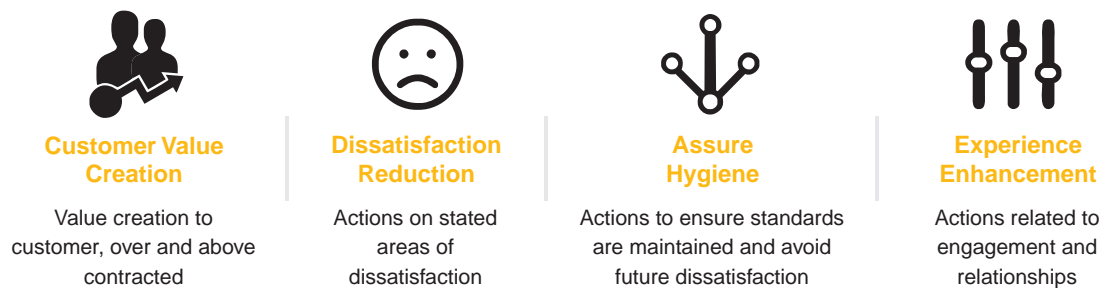 Customer Value
Creation
Value creation to
customer, over and above
contracted
Dissatisfaction
Reduction
Actions on stated
areas of
dissatisfaction
Assure
Hygiene
Actions to ensure standards
are maintained and avoid
future dissatisfaction
Experience
Enhancement
Actions related to
engagement and
relationships